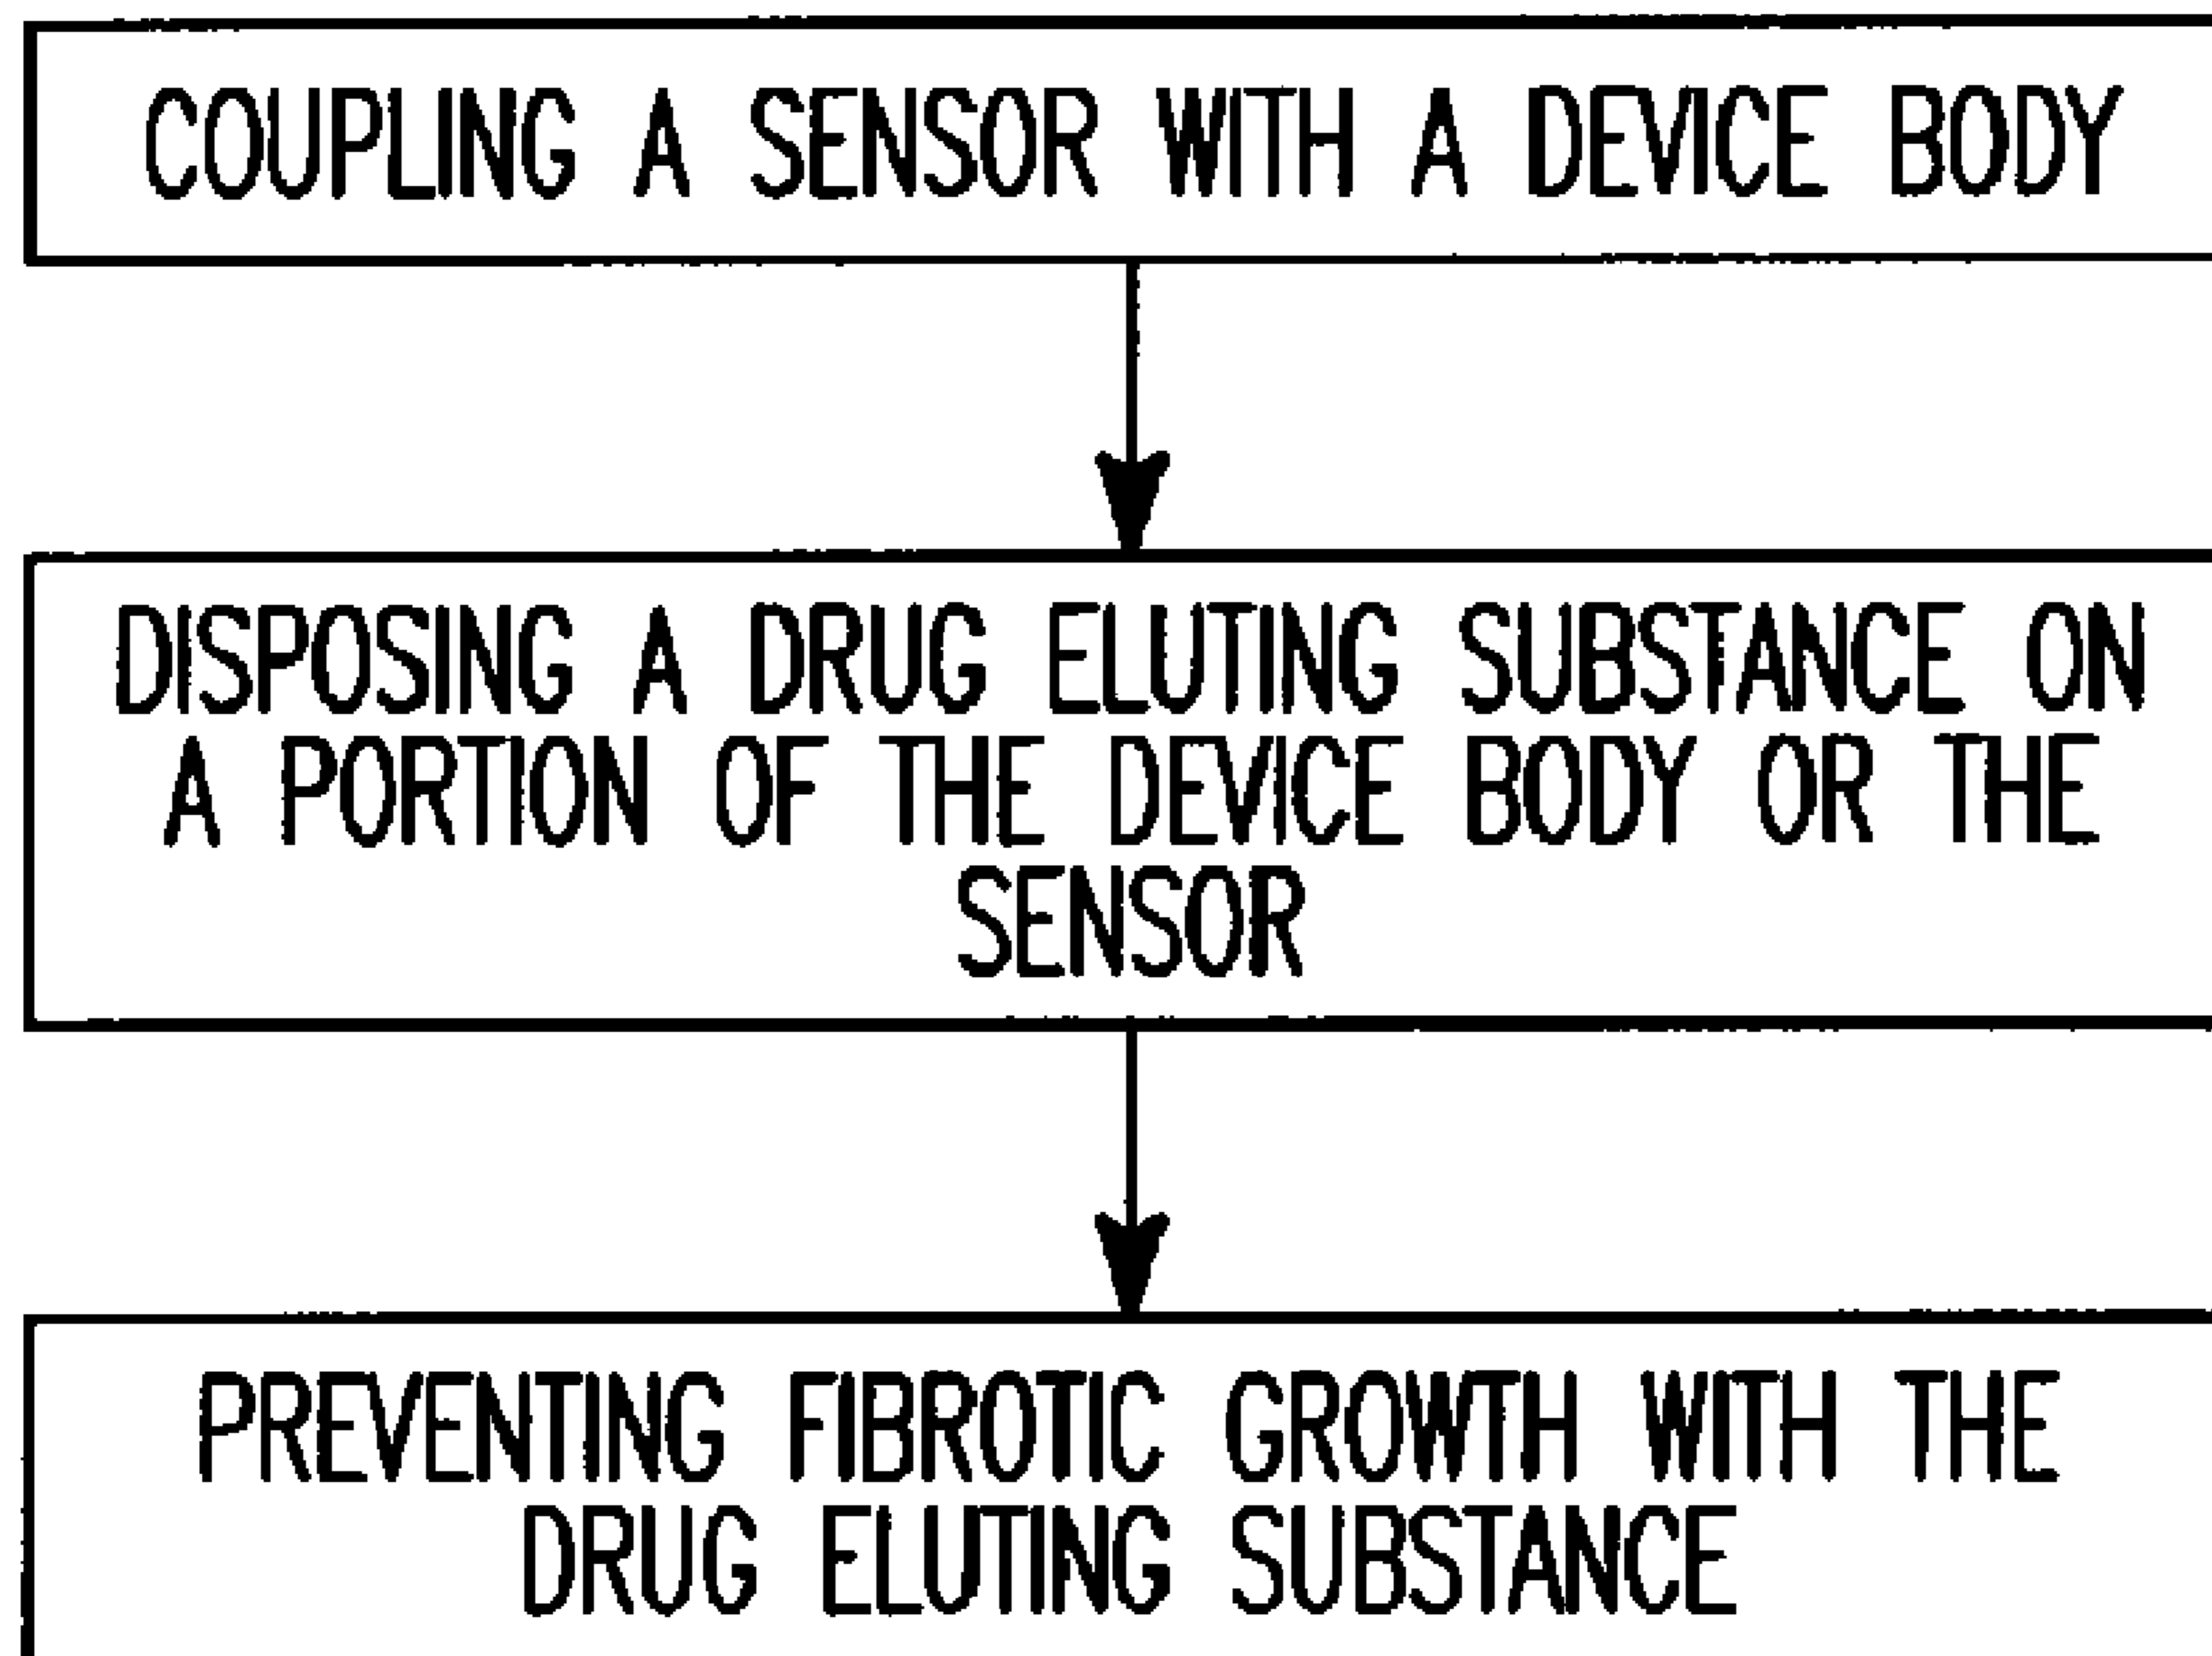 COUPLING A SENSOR WITH A DEVICE BODY
DISPOSING A DRUG ELUTING SUBSTANCE ON
A PORTION OF THE DEVICE BODY OR THE
SENSOR
PREVENTING FIBROTIC GROWTH WITH THE
DRUG ELUTING SUBSTANCE